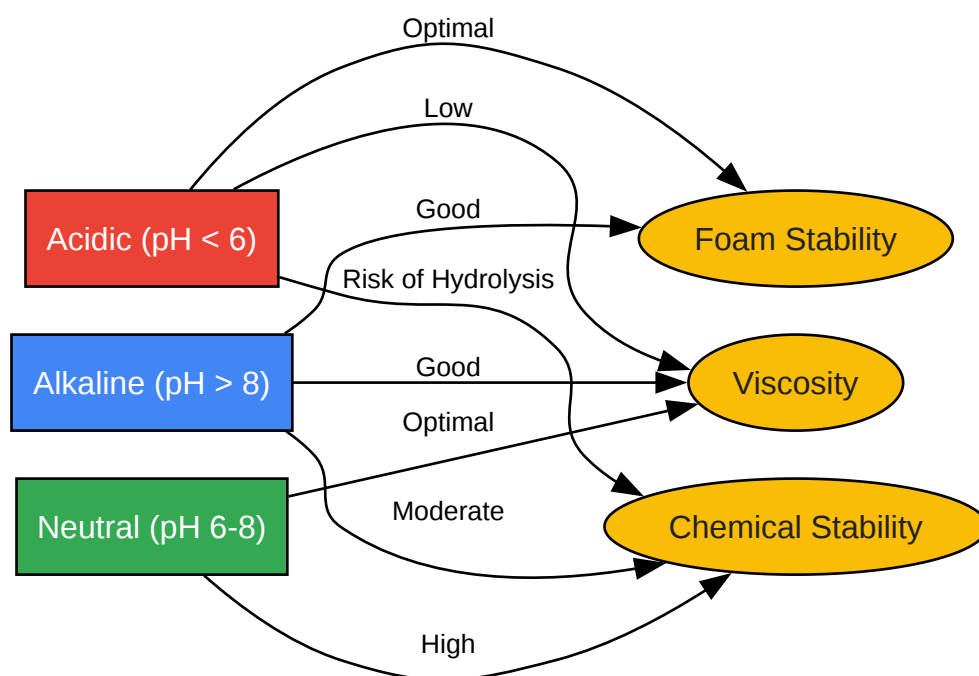 Optimal
Low
Good
Acidic (pH < 6)
Foam Stability
Risk of Hydrolysis
Good
Alkaline (pH > 8)
Viscosity
Optimal
Moderate
Neutral (pH 6-8)
Chemical Stability
High